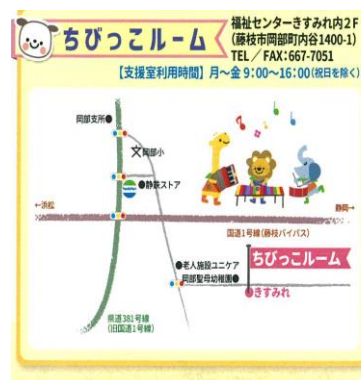 ちびっこルーム
福祉センターきすみれ内2F
(藤枝市岡部町内谷1400-1)
TEL/FAX:667-7051
【支援室利用時間】月〜金 9:00〜16:00(祝日を除く)
岡部支所●
文岡部小
●静鉄ストア
←浜松
静岡→
国道1号線(藤枝バイパス)
ちびっこルーム
●老人施設ユニケア
岡部聖母幼稚園●
●きすみれ
県道381号線
(旧国道1号線)